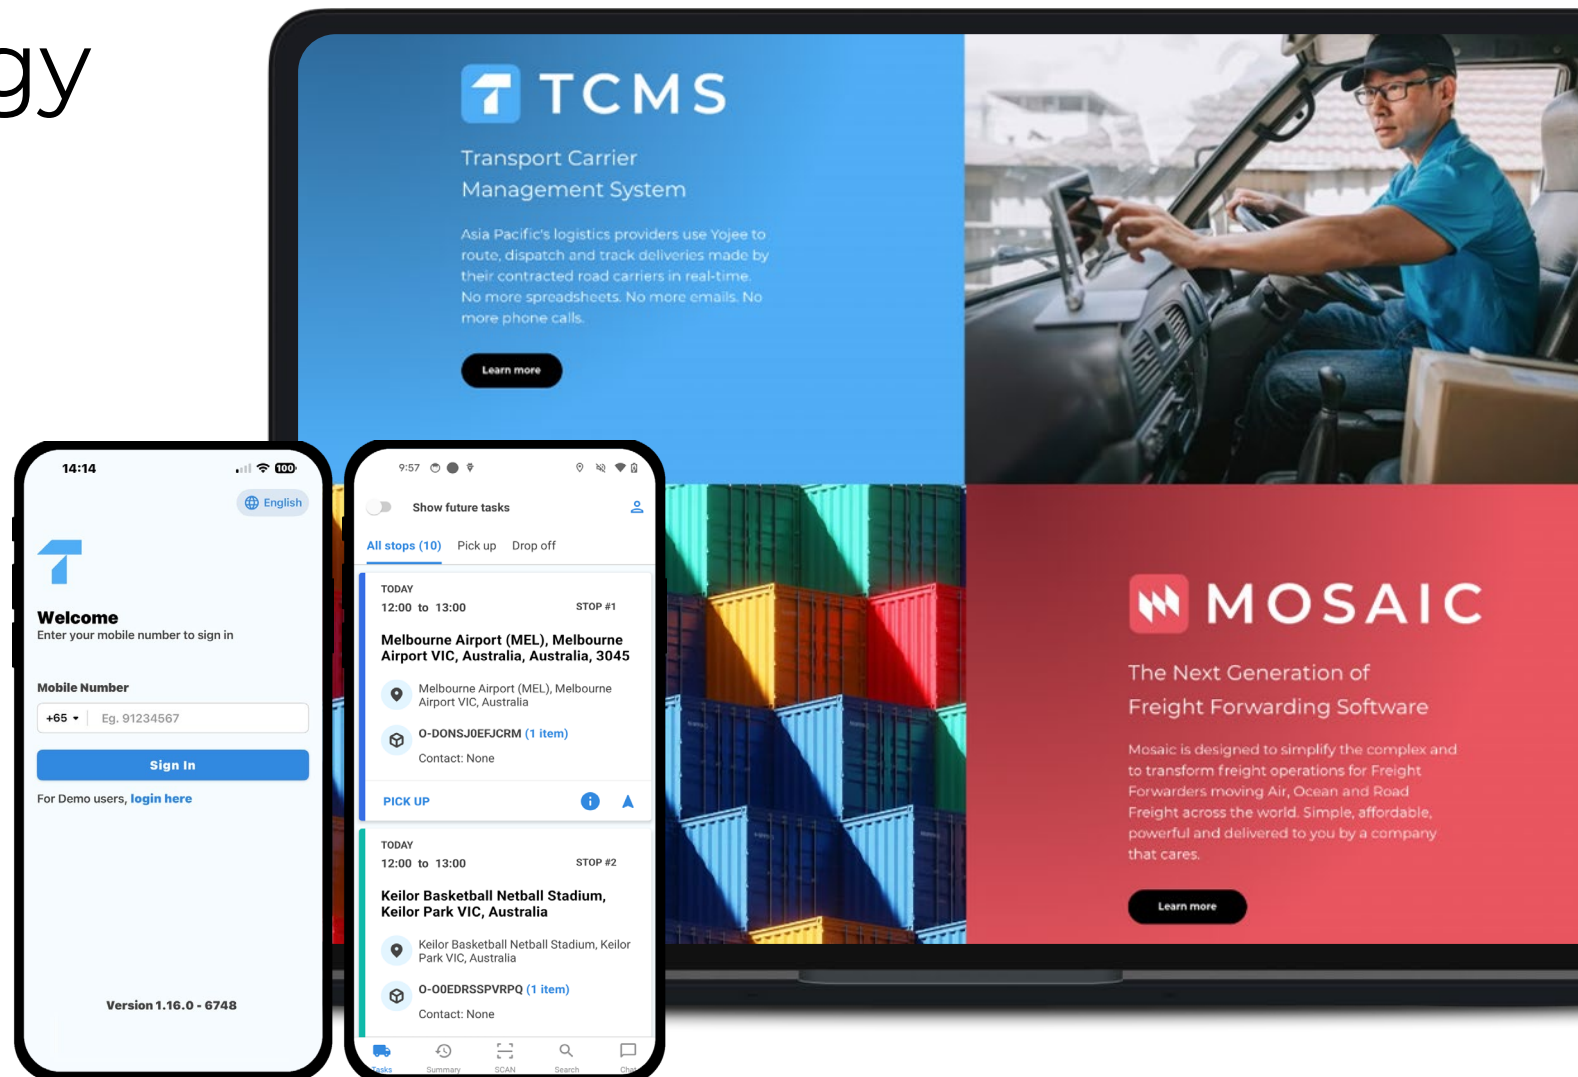 gy
TCMS
Transport Carrier
Management System
Asia Pacific's logistics providers use Yojee to
route, dispatch and track deliveries made by
their contracted road carriers in real-time.
No more spreadsheets. No more emails. No
more phone calls.
Learn more
MOSAIC
The Next Generation of
Freight Forwarding Software
Mosaic is designed to simplify the complex and
to transform freight operations for Freight
Forwarders moving Air, Ocean and Road
Freight across the world. Simple, affordable,
powerful and delivered to you by a company
that cares.
Learn more
14:14
100
English
Welcome
Enter your mobile number to sign in
Mobile Number
+65
Eg. 91234567
Sign In
For Demo users, login here
Version 1.16.0 - 6748
9:57
Show future tasks
All stops (10) Pick up Drop off
TODAY
12:00 to 13:00 STOP #1
Melbourne Airport (MEL), Melbourne
Airport VIC, Australia, Australia, 3045
Melbourne Airport (MEL), Melbourne
Airport VIC, Australia
O-DONSJ0EFJCRM (1 item)
Contact: None
PICK UP
TODAY
12:00 to 13:00 STOP #2
Keilor Basketball Netball Stadium,
Keilor Park VIC, Australia
Keilor Basketball Netball Stadium, Keilor
Park VIC, Australia
O-O0EDRSSPVRPQ (1 item)
Contact: None
Tasks Summary SCAN Search Chat